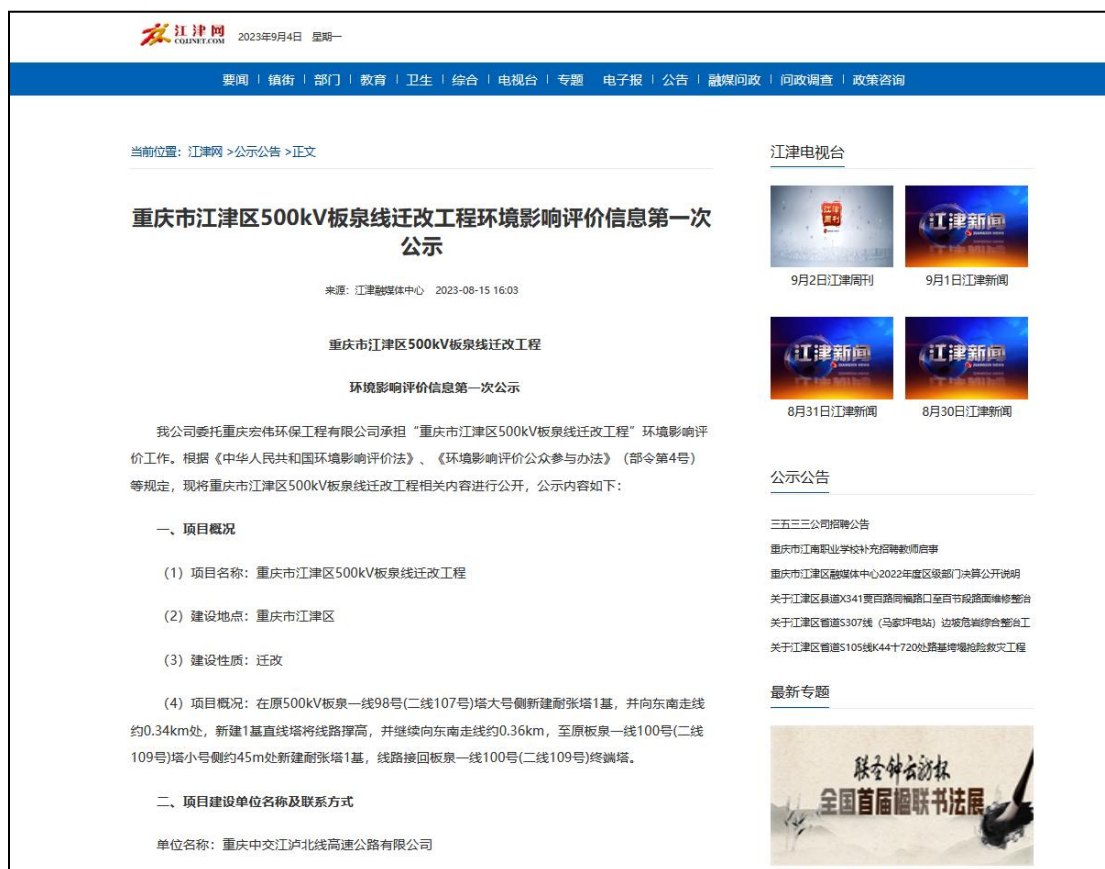 江津网
CQJJNET.COM
2023年9月4日 星期一
要闻 | 镇街 | 部门 | 教育 | 卫生 | 综合 | 电视台 | 专题 电子报 | 公告 | 融媒问政 | 问政调查 | 政策咨询
当前位置：江津网 >公示公告 >正文
重庆市江津区500kV板泉线迁改工程环境影响评价信息第一次
公示
来源：江津融媒体中心 2023-08-15 16:03
重庆市江津区500kV板泉线迁改工程
环境影响评价信息第一次公示
我公司委托重庆宏伟环保工程有限公司承担“重庆市江津区500kV板泉线迁改工程”环境影响评
价工作。根据《中华人民共和国环境影响评价法》、《环境影响评价公众参与办法》（部令第4号）
等规定，现将重庆市江津区500kV板泉线迁改工程相关内容进行公开，公示内容如下：
一、项目概况
（1）项目名称：重庆市江津区500kV板泉线迁改工程
（2）建设地点：重庆市江津区
（3）建设性质：迁改
（4）项目概况：在原500kV板泉一线98号(二线107号)塔大号侧新建耐张塔1基，并向东南走线
约0.34km处，新建1基直线塔将线路撑高，并继续向东南走线约0.36km，至原板泉一线100号(二线
109号)塔小号侧约45m处新建耐张塔1基，线路接回板泉一线100号(二线109号)终端塔。
二、项目建设单位名称及联系方式
单位名称：重庆中交江泸北线高速公路有限公司
江津电视台
江津周刊
江津新闻
9月2日江津周刊 9月1日江津新闻
江津新闻
江津新闻
8月31日江津新闻 8月30日江津新闻
公示公告
三五三三公司招聘公告
重庆市江南职业学校补充招聘教师启事
重庆市江津区融媒体中心2022年度区级部门决算公开说明
关于江津区县道X341贾百路同福路口至百节段路面维修整治
关于江津区省道S307线（马家坪电站）边坡危岩综合整治工
关于江津区省道S105线K44十720处路基垮塌抢险救灾工程
最新专题
联圣钟云舫杯
全国首届楹联书法展